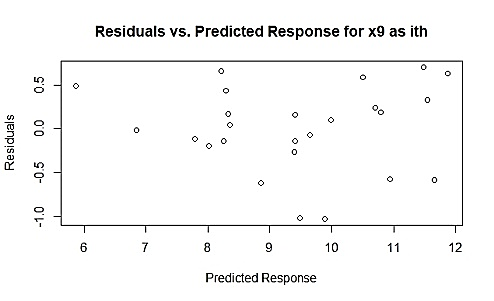 Residuals vs. Predicted Response for x9 as ith
0.5
0.0
-0.5
-1.0
Residuals
6 7 8 9 10 11 12
Predicted Response